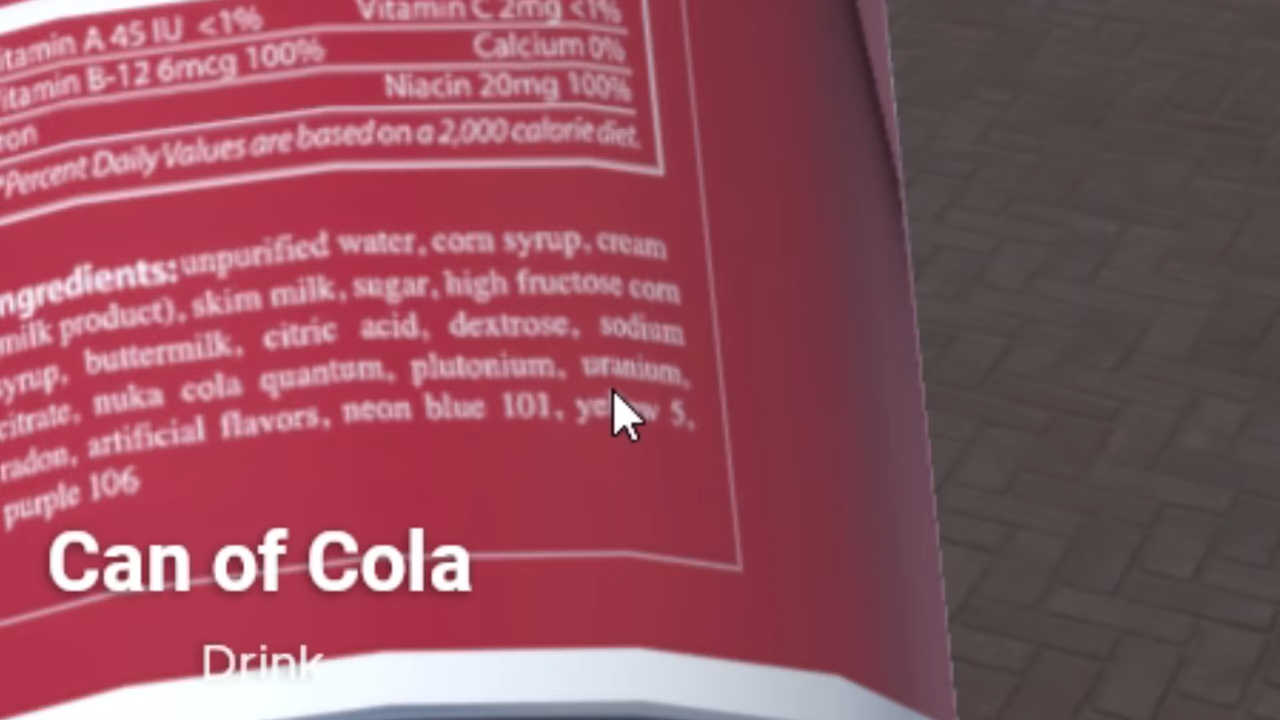 itamin A 45 IU <1% Vitamin C 2mg <1%
itamin B-12 6mcg 100% Calcium 0%
ron Niacin 20mg 100%
*Percent Daily Values are based on a 2,000 calorie diet.
ngredients: unpurified water, corn syrup, cream
milk product), skim milk, sugar, high fructose corn
syrup, buttermilk, citric acid, dextrose, sodium
citrate, nuka cola quantum, plutonium, uranium,
radon, artificial flavors, neon blue 101, 5,
purple 106
Can of Cola
Drink